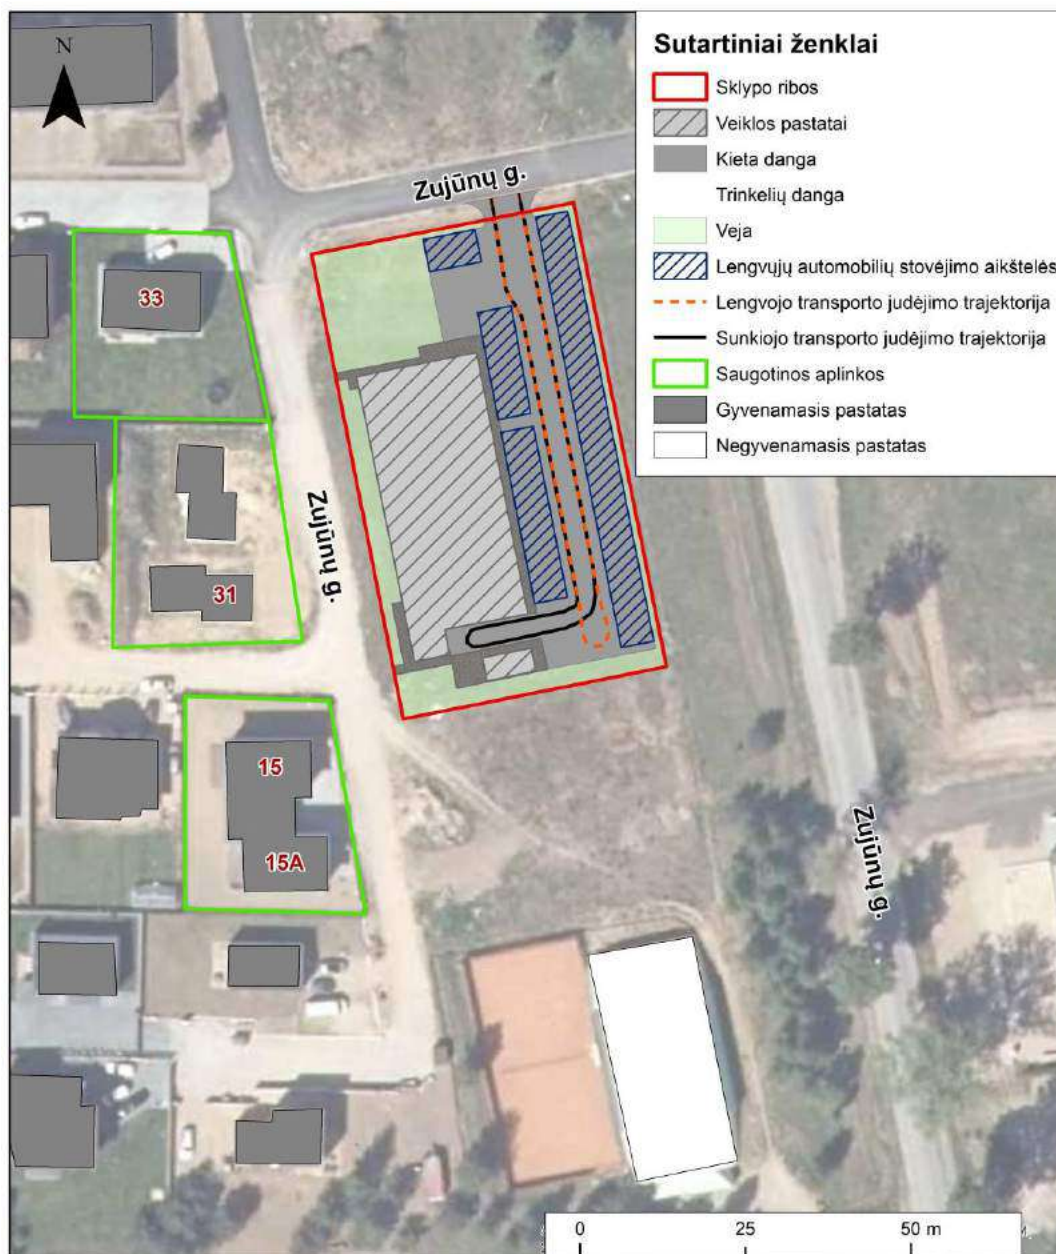 N
Sutartiniai ženklai
Sklypo ribos
Veiklos pastatai
Kieta danga
Trinkelių danga
Veja
Lengvųjų automobilių stovėjimo aikštelės
Lengvojo transporto judėjimo trajektorija
Sunkiojo transporto judėjimo trajektorija
Saugotinos aplinkos
Gyvenamasis pastatas
Negyvenamasis pastatas
Zujūnų g.
33
Zujūnų g.
31
15
15A
Zujūnų g.
0 25 50 m